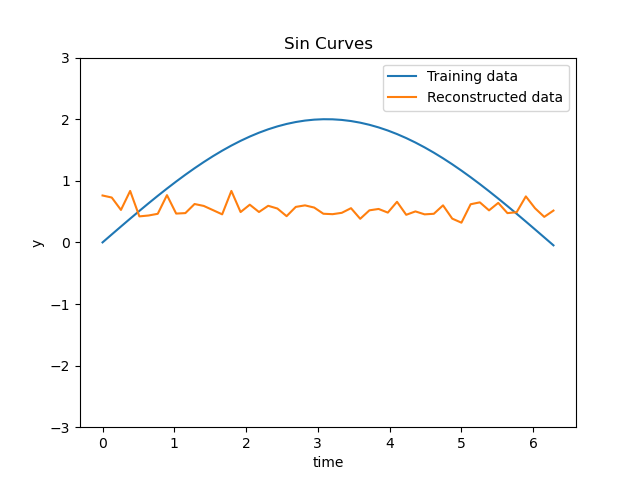 Sin Curves
Training data
Reconstructed data
3
2
1
0
−1
−2
−3
y
0 1 2 3 4 5 6
time